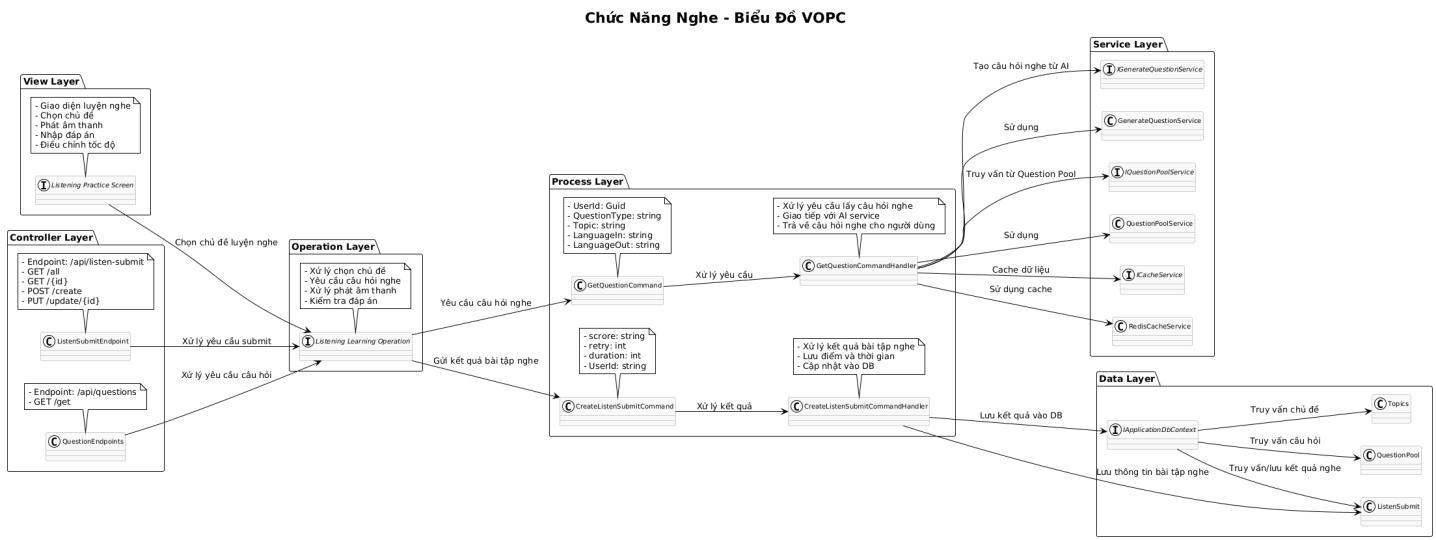 Chức Năng Nghe - Biểu Đồ VOPC
View Layer
- Giao diện luyện nghe
- Chọn chủ đề
- Phát âm thanh
- Nhập đáp án
- Điều chỉnh tốc độ
I Listening Practice Screen
Chọn chủ đề luyện nghe
Controller Layer
- Endpoint: /api/listen-submit
- GET /all
- GET /{id}
- POST /create
- PUT /update/{id}
C ListenSubmitEndpoint
Xử lý yêu cầu submit
- Endpoint: /api/questions
- GET /get
C QuestionEndpoints
Xử lý yêu cầu câu hỏi
Operation Layer
- Xử lý chọn chủ đề
- Yêu cầu câu hỏi nghe
- Xử lý phát âm thanh
- Kiểm tra đáp án
I Listening Learning Operation
Yêu cầu câu hỏi nghe
Gửi kết quả bài tập nghe
Process Layer
- UserId: Guid
- QuestionType: string
- Topic: string
- LanguageIn: string
- LanguageOut: string
C GetQuestionCommand
Xử lý yêu cầu
- Xử lý yêu cầu lấy câu hỏi nghe
- Giao tiếp với AI service
- Trả về câu hỏi nghe cho người dùng
C GetQuestionCommandHandler
- scrore: string
- retry: int
- duration: int
- UserId: string
C CreateListenSubmitCommand
Xử lý kết quả
- Xử lý kết quả bài tập nghe
- Lưu điểm và thời gian
- Cập nhật vào DB
C CreateListenSubmitCommandHandler
Tạo câu hỏi nghe từ AI
Sử dụng
Truy vấn từ Question Pool
Sử dụng
Cache dữ liệu
Sử dụng cache
Service Layer
I IGenerateQuestionService
C GenerateQuestionService
I IQuestionPoolService
C QuestionPoolService
I ICacheService
C RedisCacheService
Lưu kết quả vào DB
Lưu thông tin bài tập nghe
Data Layer
I IApplicationDbContext
Truy vấn chủ đề
Truy vấn câu hỏi
Truy vấn/lưu kết quả nghe
C Topics
C QuestionPool
C ListenSubmit